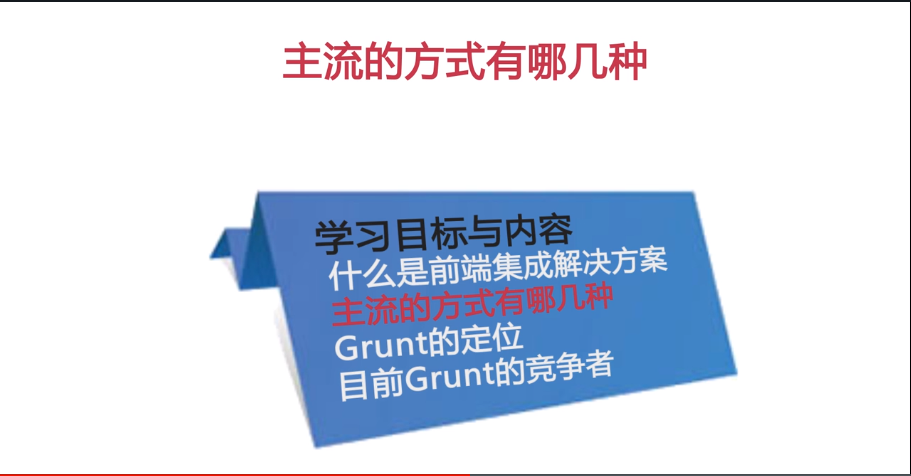 主流的方式有哪几种
学习目标与内容
什么是前端集成解决方案
主流的方式有哪几种
Grunt的定位
目前Grunt的竞争者